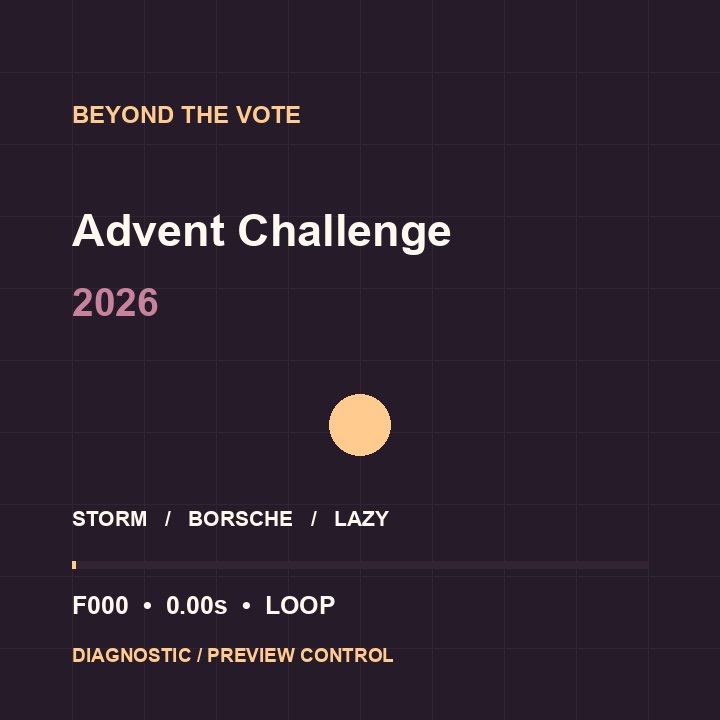 BEYOND THE VOTE
Advent Challenge
2026
STORM / BORSCHE / LAZY
F000 • 0.00s • LOOP
DIAGNOSTIC / PREVIEW CONTROL